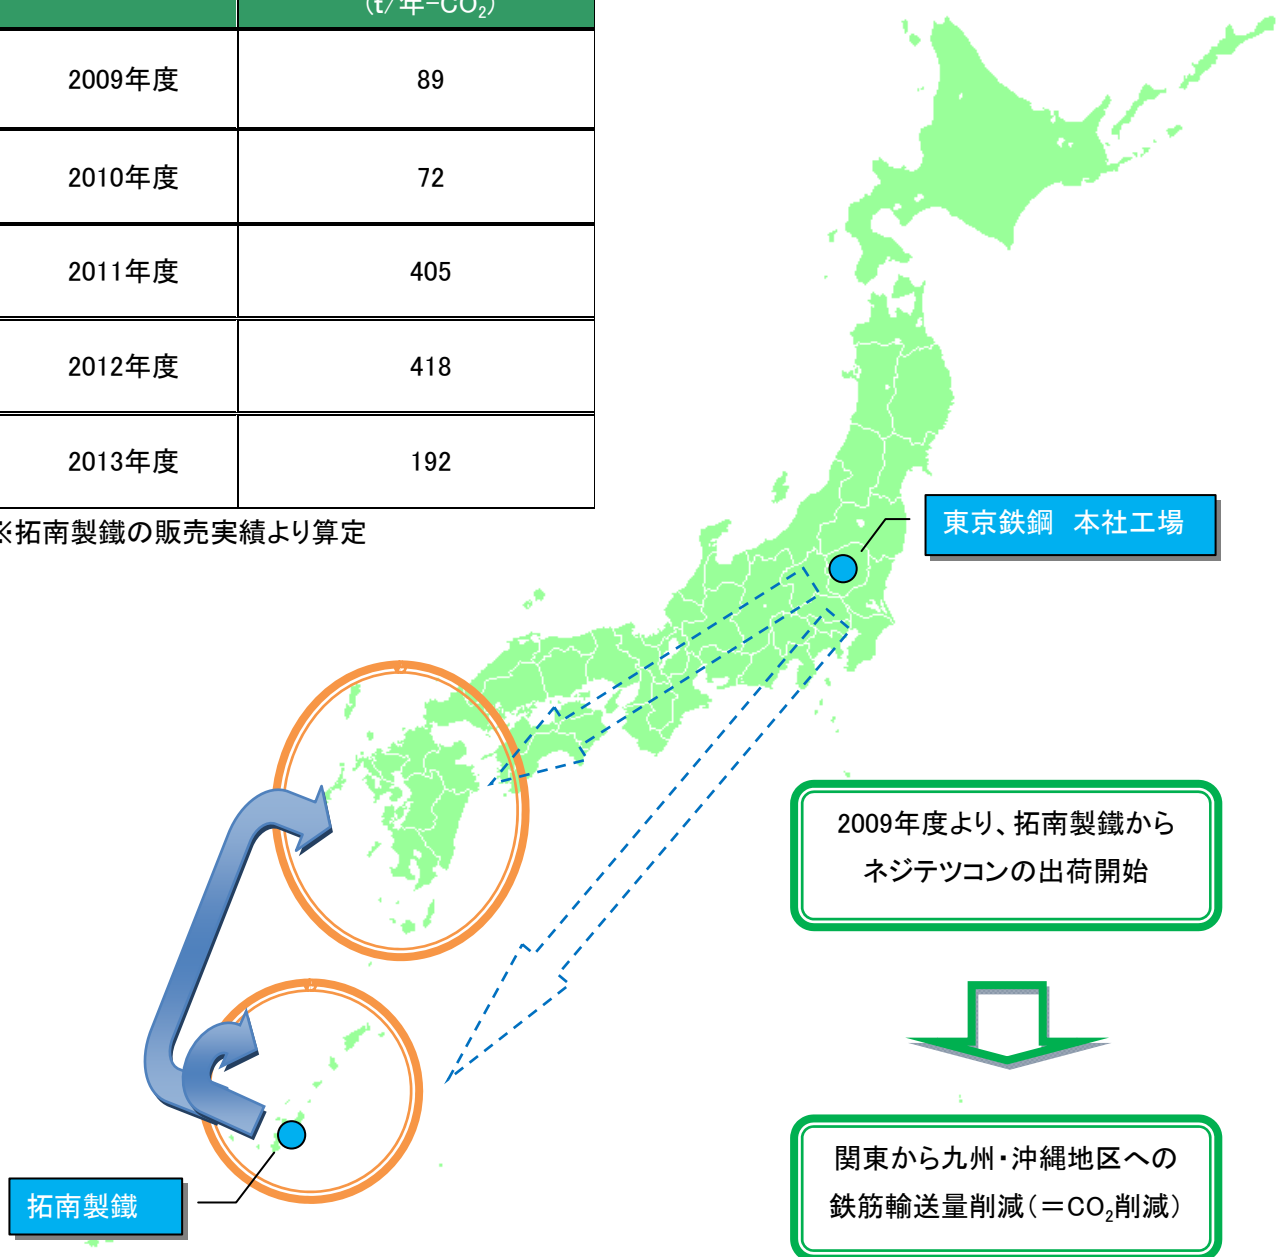 (t/年-CO₂)
2009年度 89
2010年度 72
2011年度 405
2012年度 418
2013年度 192
※拓南製鐵の販売実績より算定
東京鉄鋼 本社工場
2009年度より、拓南製鐵から
ネジテツコンの出荷開始
関東から九州・沖縄地区への
鉄筋輸送量削減(=CO₂削減)
拓南製鐵